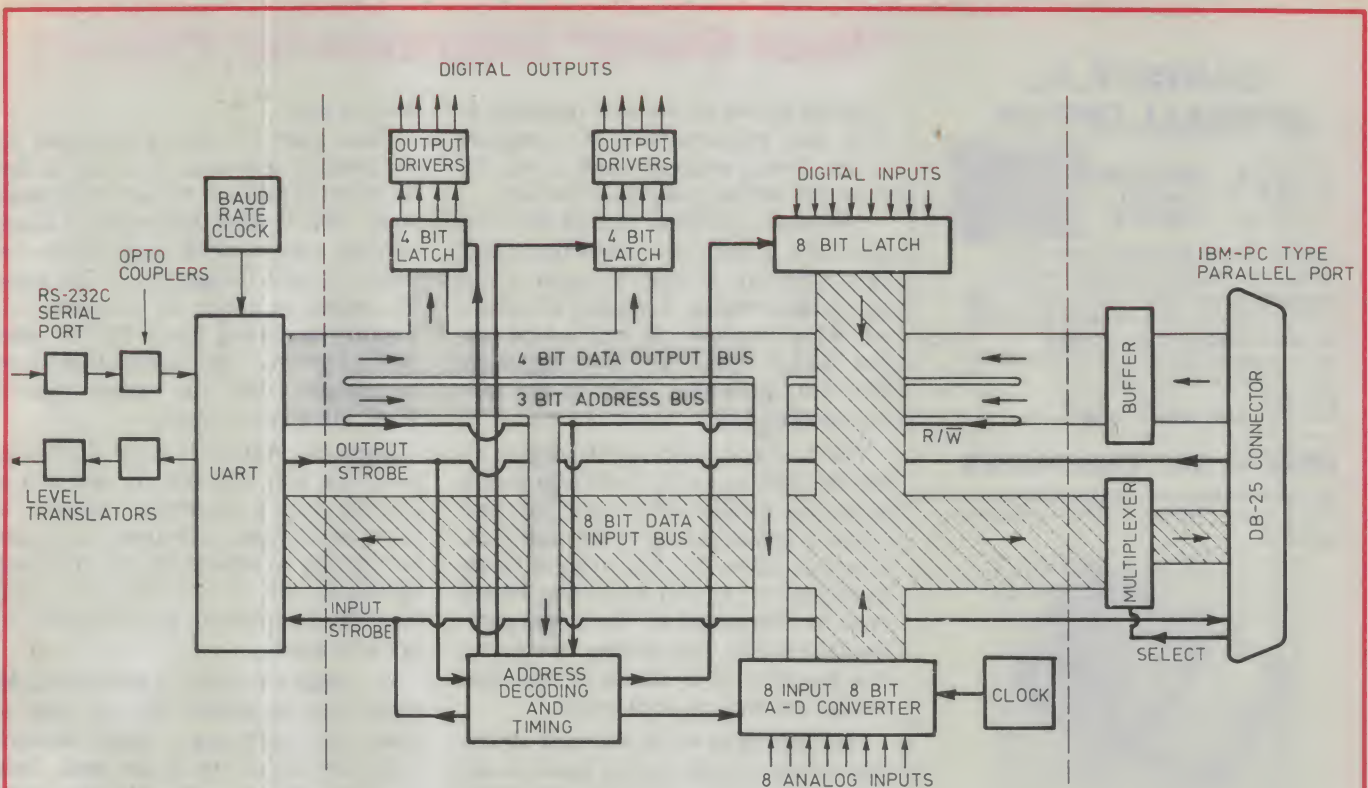 DIGITAL OUTPUTS
OUTPUT
DRIVERS
OUTPUT
DRIVERS
DIGITAL INPUTS
BAUD
RATE
CLOCK
4 BIT
LATCH
4 BIT
LATCH
8 BIT LATCH
OPTO
COUPLERS
IBM-PC TYPE
PARALLEL PORT
RS-232C
SERIAL
PORT
4 BIT DATA OUTPUT BUS
3 BIT ADDRESS BUS
BUFFER
R/W̅
UART
OUTPUT
STROBE
DB-25 CONNECTOR
LEVEL
TRANSLATORS
8 BIT DATA
INPUT BUS
MULTIPLEXER
INPUT
STROBE
SELECT
ADDRESS
DECODING
AND
TIMING
8 INPUT 8 BIT
A-D CONVERTER
CLOCK
8 ANALOG INPUTS